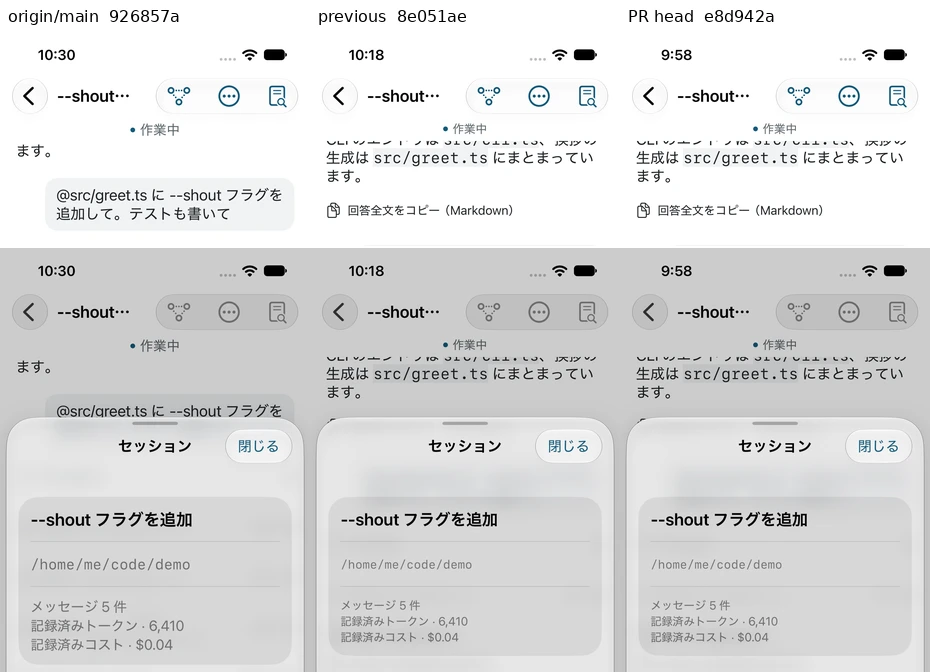 origin/main 926857a
previous 8e051ae
PR head e8d942a
10:30
--shout…
作業中
ます。
@src/greet.ts に --shout フラグを
追加して。テストも書いて
10:18
--shout…
作業中
生成は src/greet.ts にまとまってい
ます。
回答全文をコピー（Markdown）
9:58
--shout…
作業中
生成は src/greet.ts にまとまってい
ます。
回答全文をコピー（Markdown）
10:30
--shout…
作業中
ます。
@src/greet.ts に --shout フラグを
セッション
閉じる
--shout フラグを追加
/home/me/code/demo
メッセージ 5 件
記録済みトークン · 6,410
記録済みコスト · $0.04
10:18
--shout…
作業中
生成は src/greet.ts にまとまってい
ます。
セッション
閉じる
--shout フラグを追加
/home/me/code/demo
メッセージ 5 件
記録済みトークン · 6,410
記録済みコスト · $0.04
9:58
--shout…
作業中
生成は src/greet.ts にまとまってい
ます。
セッション
閉じる
--shout フラグを追加
/home/me/code/demo
メッセージ 5 件
記録済みトークン · 6,410
記録済みコスト · $0.04